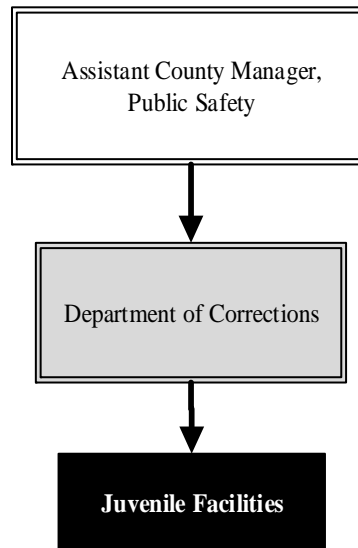 Assistant County Manager,
Public Safety
Department of Corrections
Juvenile Facilities